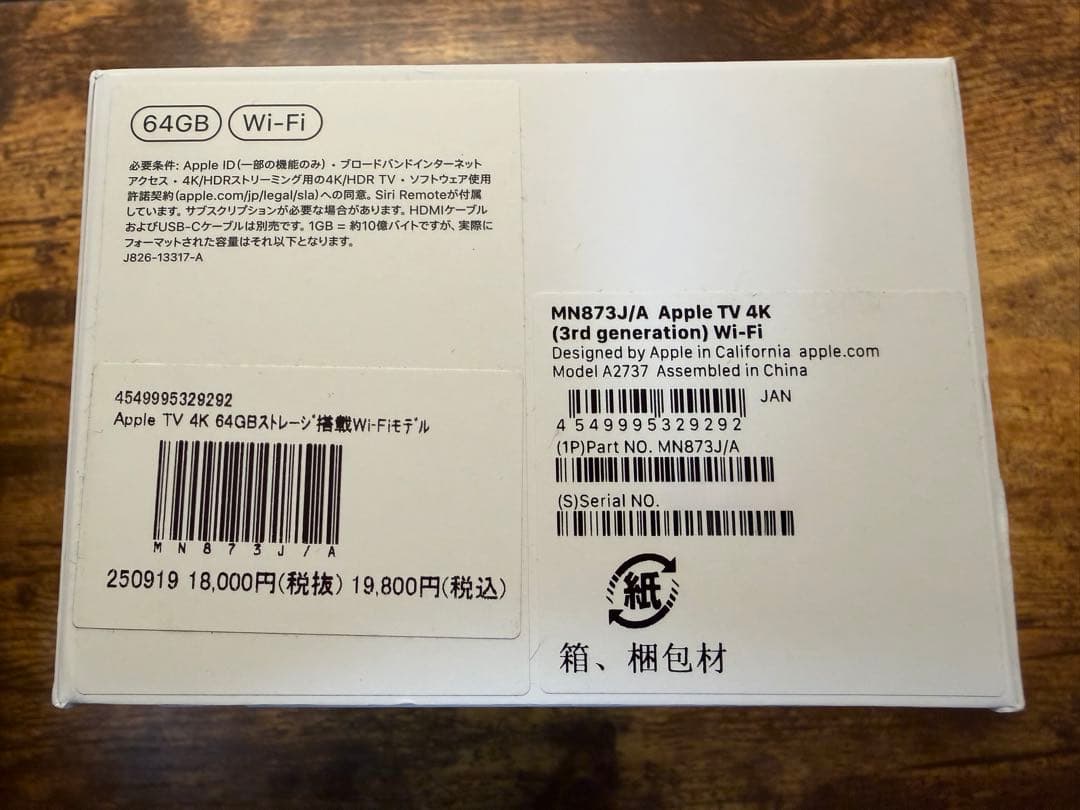 64GB Wi-Fi
必要条件: Apple ID(一部の機能のみ)・ブロードバンドインターネット
アクセス・4K/HDRストリーミング用の4K/HDR TV・ソフトウェア使用
許諾契約(apple.com/jp/legal/sla)への同意。Siri Remoteが付属
しています。サブスクリプションが必要な場合があります。HDMIケーブル
およびUSB-Cケーブルは別売です。1GB = 約10億バイトですが、実際に
フォーマットされた容量はそれ以下となります。
J826-13317-A
4549995329292
Apple TV 4K 64GBｽﾄﾚｰｼﾞ搭載Wi-Fiﾓﾃﾞﾙ
MN873J/A
250919 18,000円(税抜) 19,800円(税込)
MN873J/A Apple TV 4K
(3rd generation) Wi-Fi
Designed by Apple in California apple.com
Model A2737 Assembled in China
JAN
4549995329292
(1P)Part NO. MN873J/A
(S)Serial NO.
紙
箱、梱包材